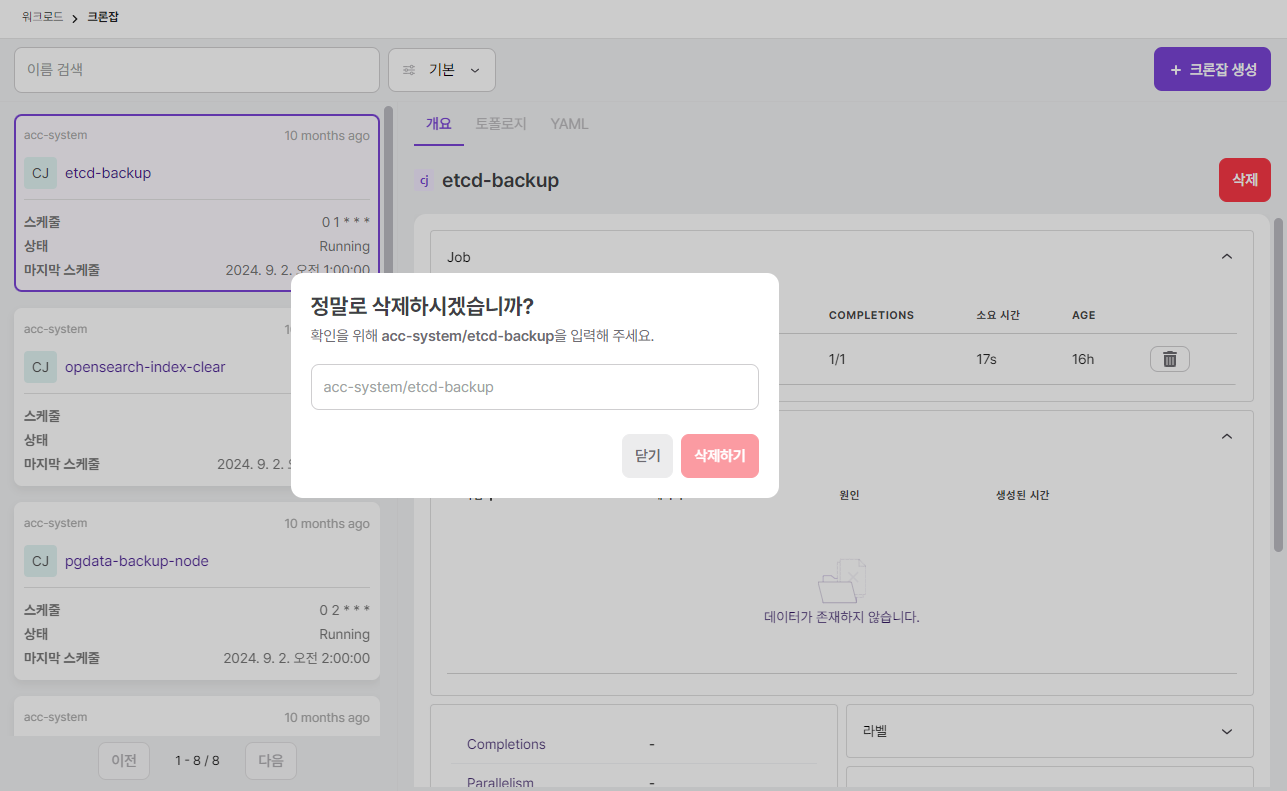 워크로드 > 크론잡
이름 검색
기본
+ 크론잡 생성
acc-system 10 months ago
CJ etcd-backup
스케줄 0 1 * * *
상태 Running
마지막 스케줄 2024. 9. 2. 오전 1:00:00
acc-system
CJ opensearch-index-clear
스케줄
상태
마지막 스케줄 2024. 9. 2.
acc-system 10 months ago
CJ pgdata-backup-node
스케줄 0 2 * * *
상태 Running
마지막 스케줄 2024. 9. 2. 오전 2:00:00
acc-system 10 months ago
이전 1 - 8 / 8 다음
개요 토폴로지 YAML
cj etcd-backup
삭제
Job
COMPLETIONS 소요 시간 AGE
1/1 17s 16h
정말로 삭제하시겠습니까?
확인을 위해 acc-system/etcd-backup을 입력해 주세요.
acc-system/etcd-backup
닫기 삭제하기
원인 생성된 시간
데이터가 존재하지 않습니다.
Completions -
Parallelism -
라벨